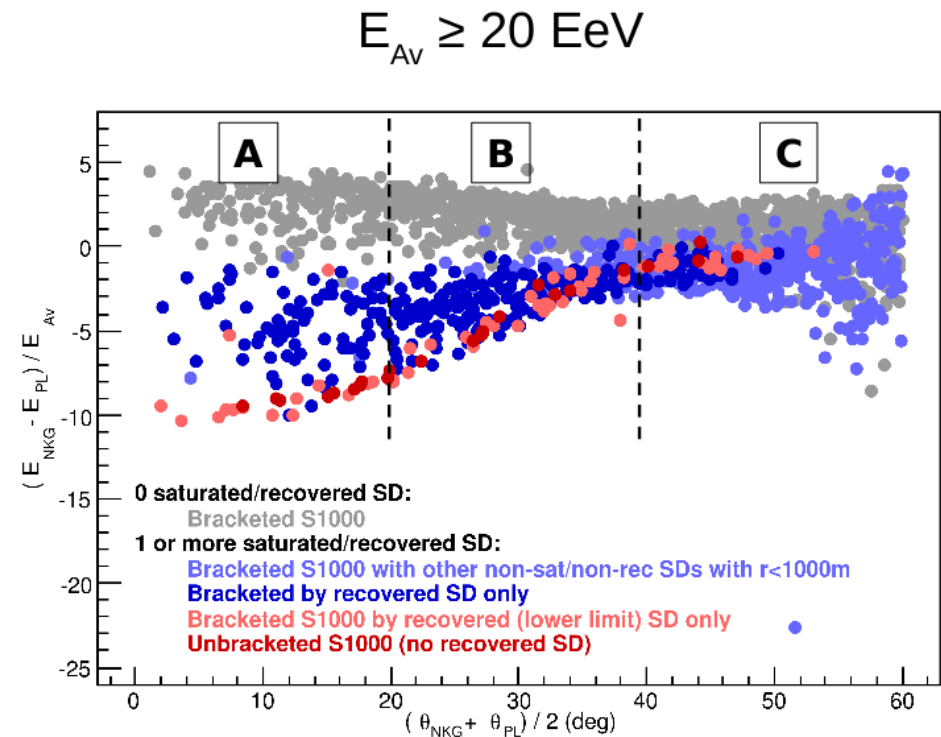 E_Av ≥ 20 EeV
A B C
5
0
-5
-10
-15
-20
-25
(E_NKG - E_PL) / E_Av
0 saturated/recovered SD:
Bracketed S1000
1 or more saturated/recovered SD:
Bracketed S1000 with other non-sat/non-rec SDs with r<1000m
Bracketed by recovered SD only
Bracketed S1000 by recovered (lower limit) SD only
Unbracketed S1000 (no recovered SD)
0 10 20 30 40 50 60
(θ_NKG + θ_PL) / 2 (deg)